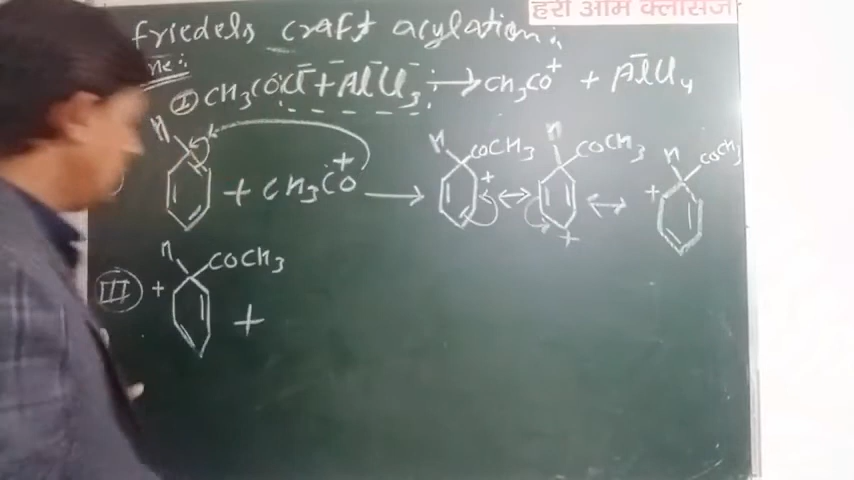 हरी ओम क्लासेज
Friedels craft acylation:
I CH3COCl + AlCl3 → CH3CO+ + AlCl4
H
+ CH3CO+ → H COCH3 + ↔ H COCH3 + ↔ H COCH3 +
III + H COCH3 +